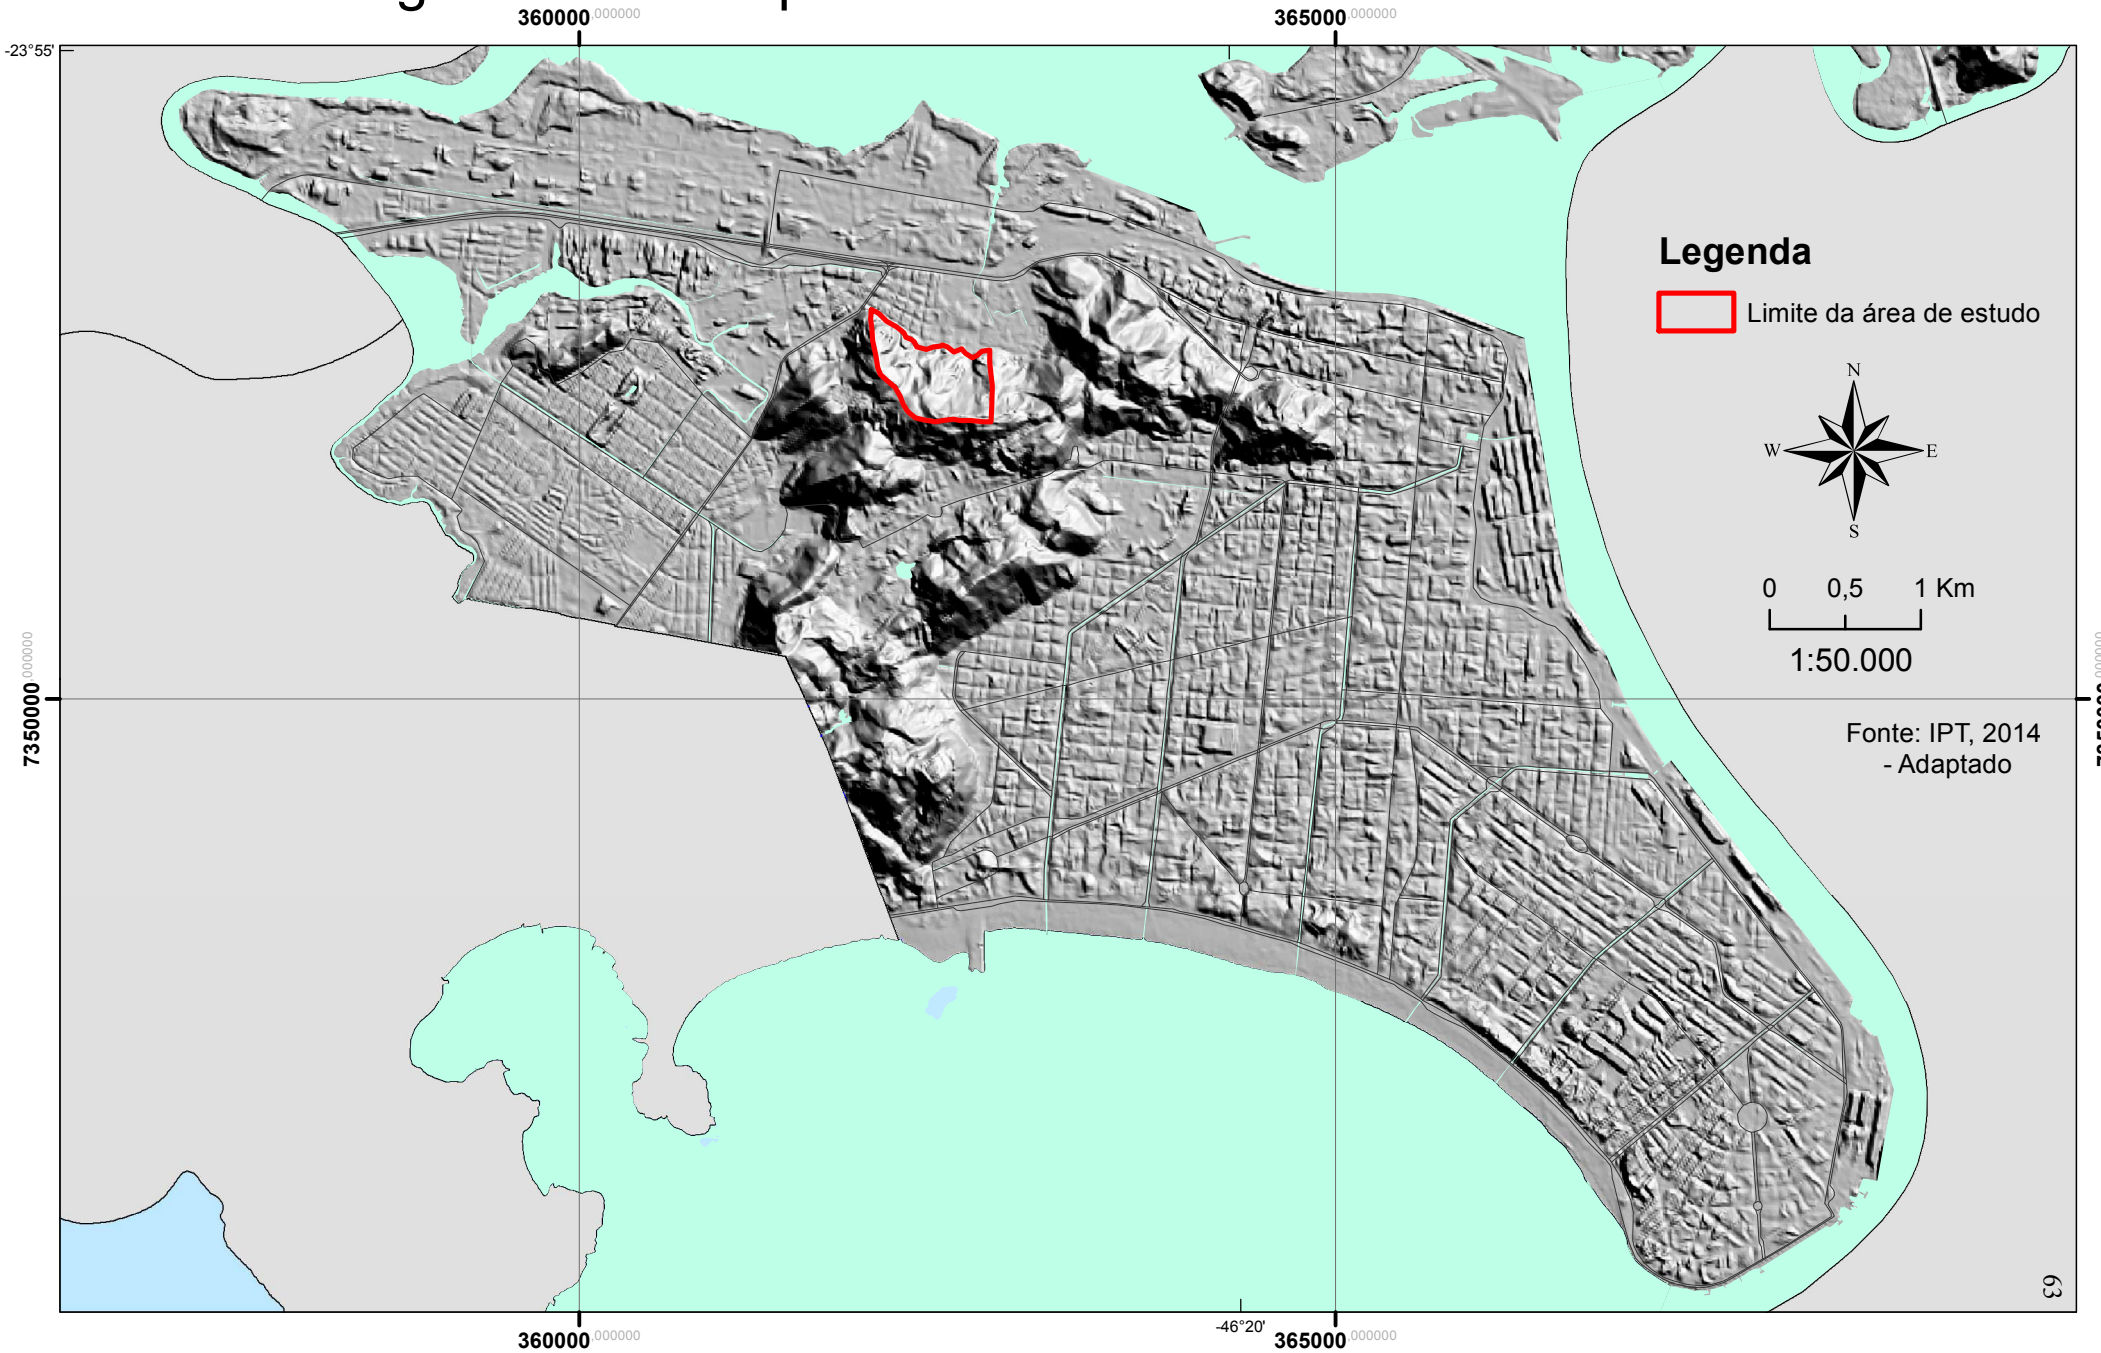 360000,000000
365000,000000
-23°55'
Legenda
Limite da área de estudo
N
W
E
S
0 0,5 1 Km
1:50.000
7350000,000000
Fonte: IPT, 2014
- Adaptado
63
-46°20'
360000,000000
365000,000000